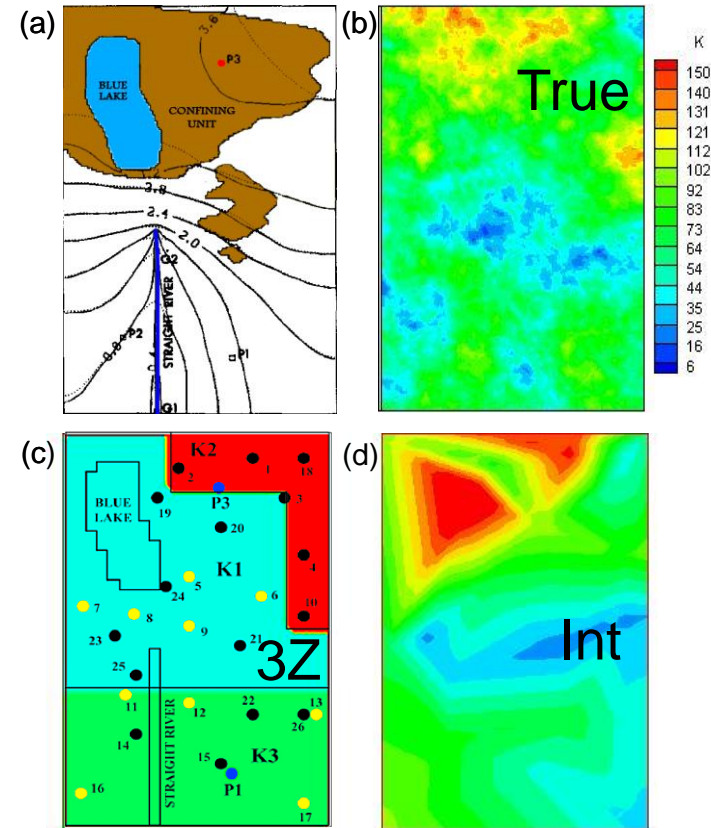 (a)
3.6
P3
BLUE
LAKE
CONFINING
UNIT
2.4
2.0
G2
STRAIGHT RIVER
P2
0.8
P1
G1
(b)
True
K
150
140
131
121
112
102
92
83
73
64
54
44
35
25
16
6
(c)
K2
1
18
2
P3
3
BLUE
LAKE
19
20
K1
4
5
24
6
10
7
8
9
23
21
3Z
25
11
12
22
26
13
14
15
K3
STRAIGHT RIVER
P1
16
17
(d)
Int